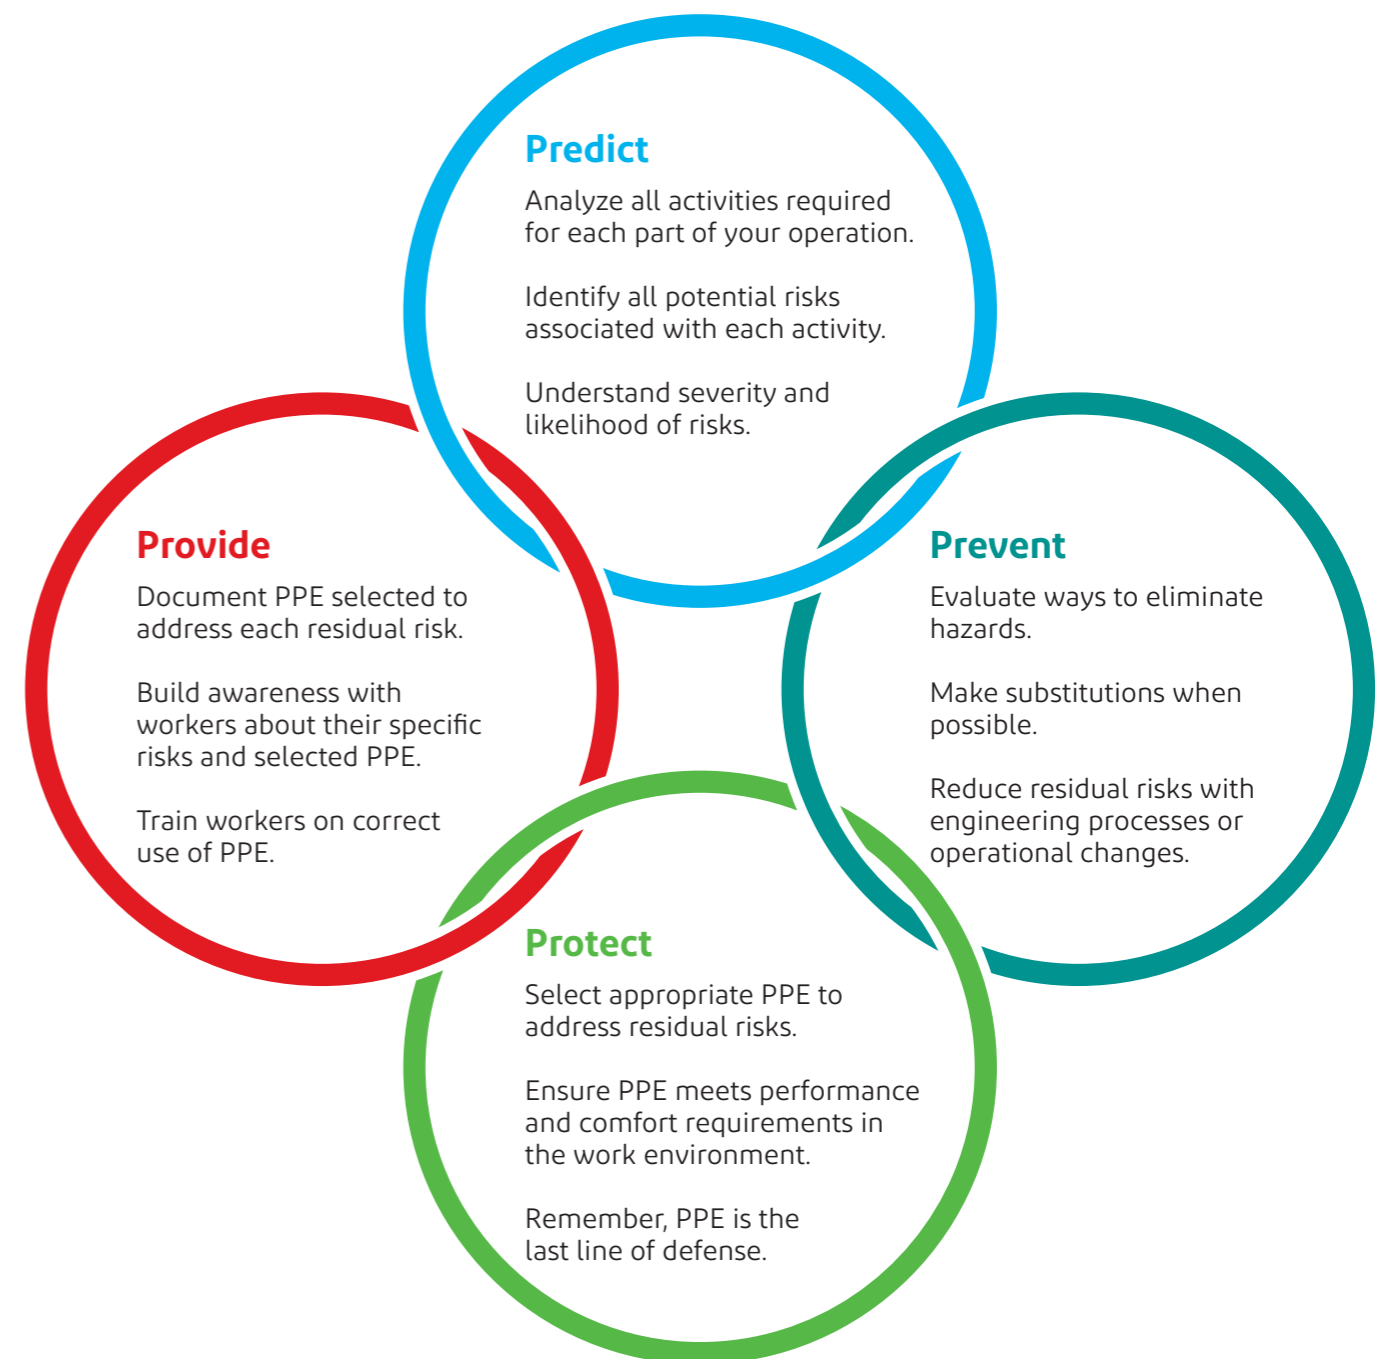 Predict
Analyze all activities required
for each part of your operation.
Identify all potential risks
associated with each activity.
Understand severity and
likelihood of risks.
Provide
Document PPE selected to
address each residual risk.
Build awareness with
workers about their specific
risks and selected PPE.
Train workers on correct
use of PPE.
Prevent
Evaluate ways to eliminate
hazards.
Make substitutions when
possible.
Reduce residual risks with
engineering processes or
operational changes.
Protect
Select appropriate PPE to
address residual risks.
Ensure PPE meets performance
and comfort requirements in
the work environment.
Remember, PPE is the
last line of defense.